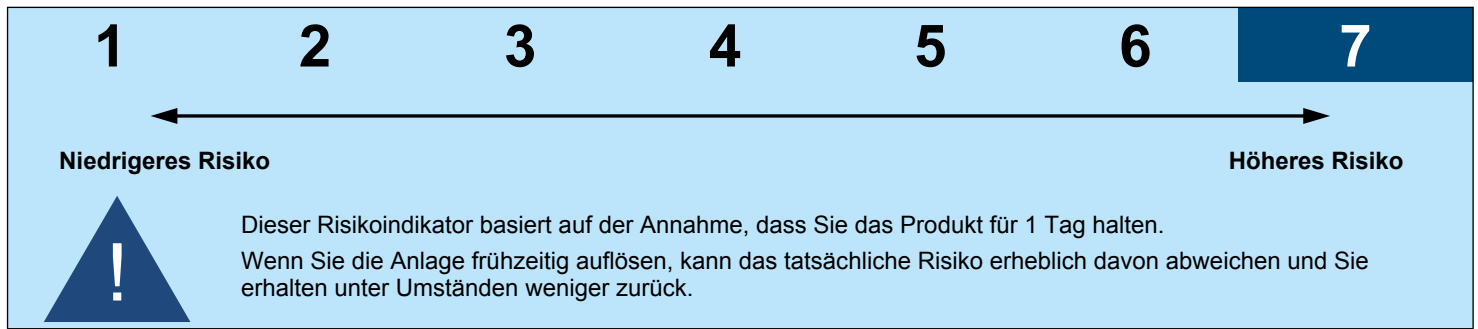 1 2 3 4 5 6 7
Niedrigeres Risiko Höheres Risiko
!
Dieser Risikoindikator basiert auf der Annahme, dass Sie das Produkt für 1 Tag halten.
Wenn Sie die Anlage frühzeitig auflösen, kann das tatsächliche Risiko erheblich davon abweichen und Sie
erhalten unter Umständen weniger zurück.